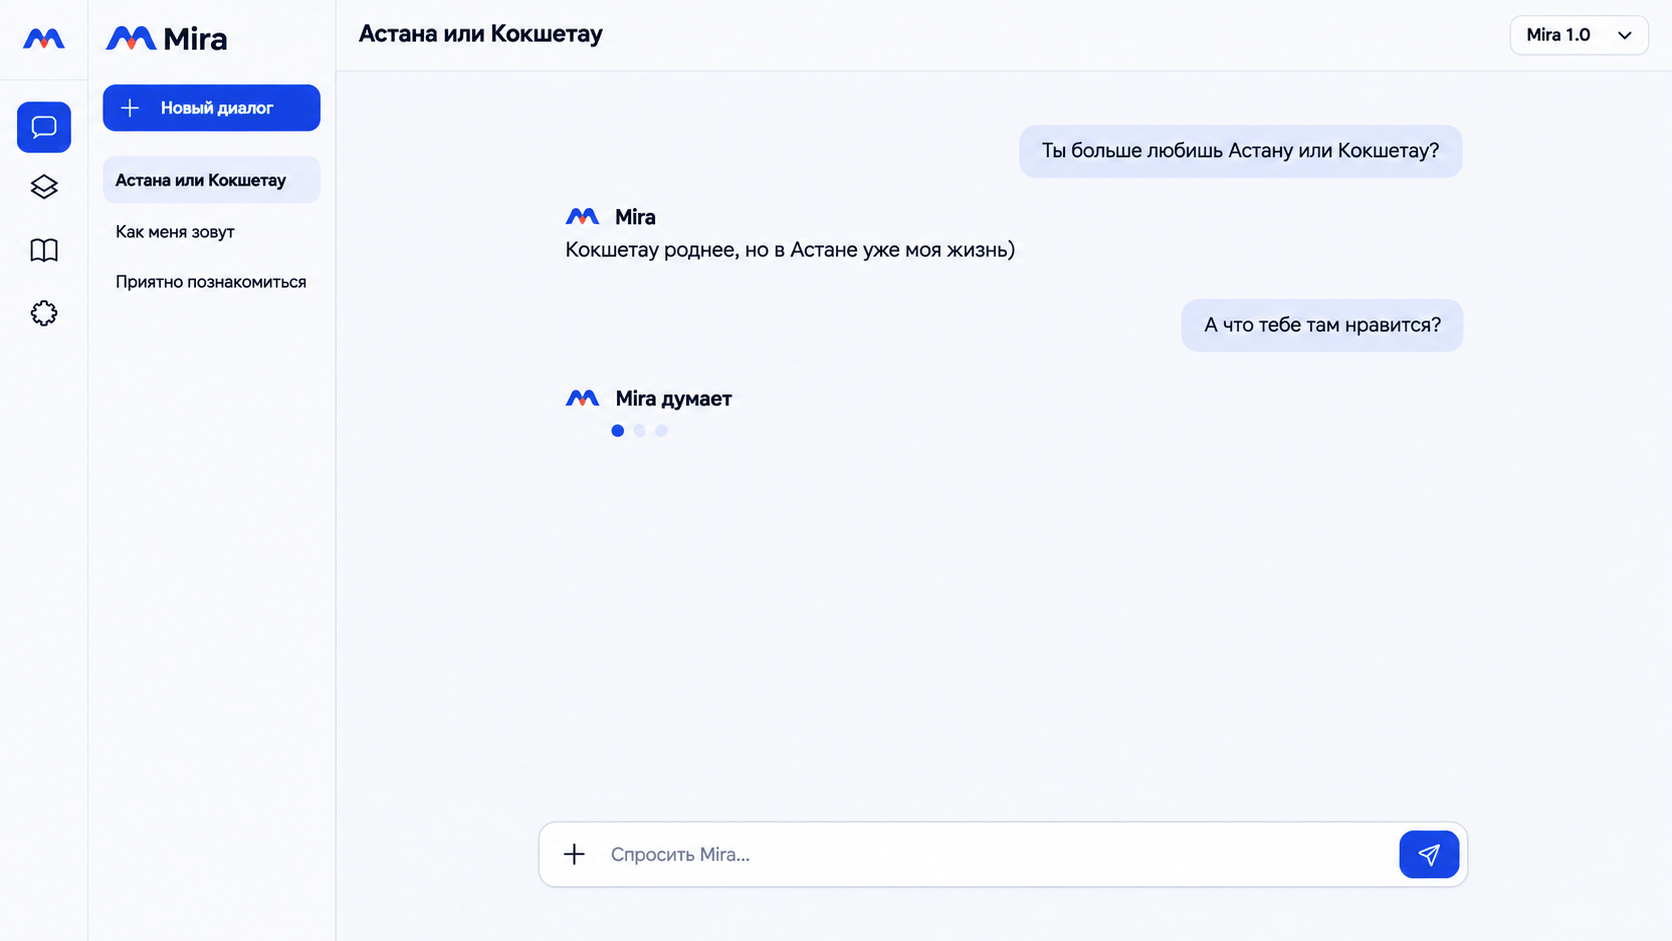 Mira
Новый диалог
Астана или Кокшетау
Как меня зовут
Приятно познакомиться
Астана или Кокшетау
Mira 1.0
Ты больше любишь Астану или Кокшетау?
Mira
Кокшетау роднее, но в Астане уже моя жизнь)
А что тебе там нравится?
Mira думает
Спросить Mira...